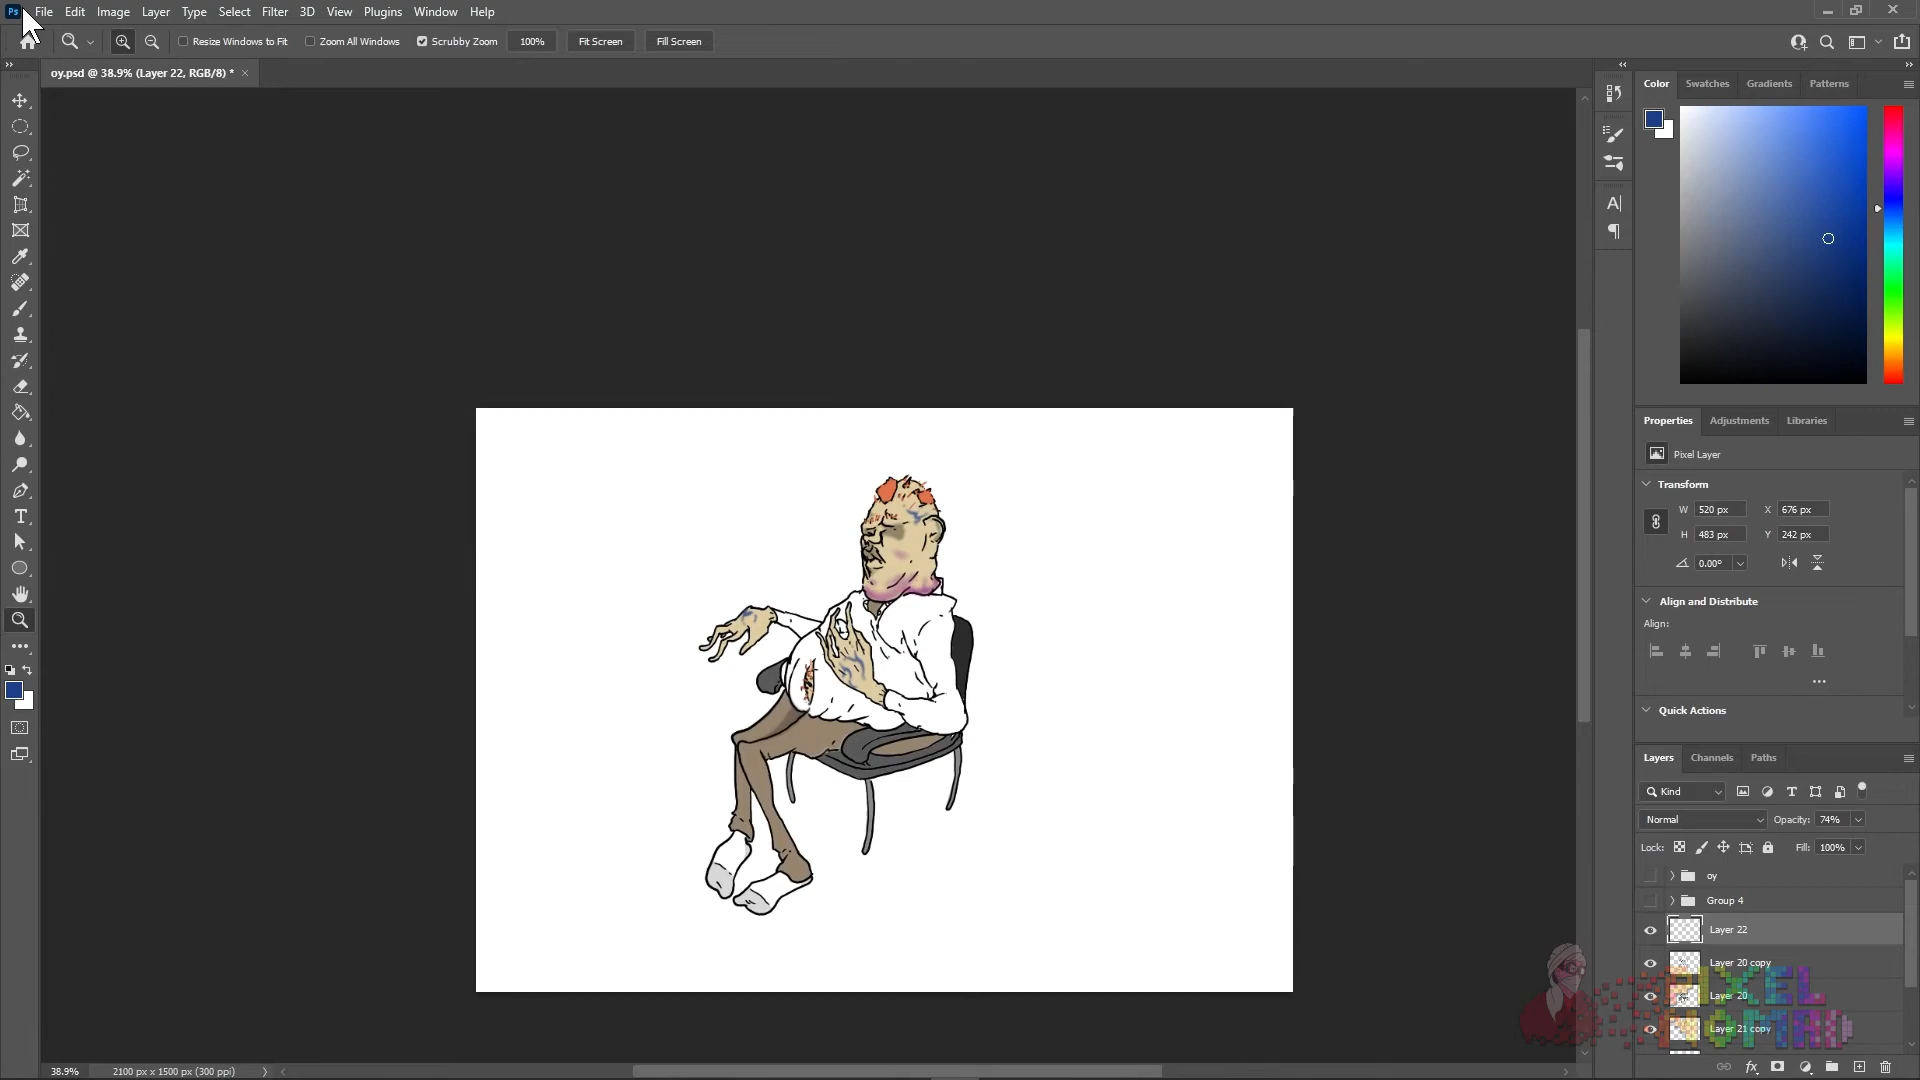 Ps File Edit Image Layer Type Select Filter 3D View Plugins Window Help
Resize Windows to Fit Zoom All Windows Scrubby Zoom 100% Fit Screen Fill Screen
oy.psd @ 38.9% (Layer 22, RGB/8) *
Color Swatches Gradients Patterns
Properties Adjustments Libraries
Pixel Layer
Transform
W 520 px X 676 px
H 483 px Y 242 px
0.00°
Align and Distribute
Align:
Quick Actions
Layers Channels Paths
Kind
Normal Opacity: 74%
Lock: Fill: 100%
oy
Group 4
Layer 22
Layer 20 copy
Layer 20
Layer 21 copy
PIXEL
NOMAD
38.9% 2100 px x 1500 px (300 ppi)